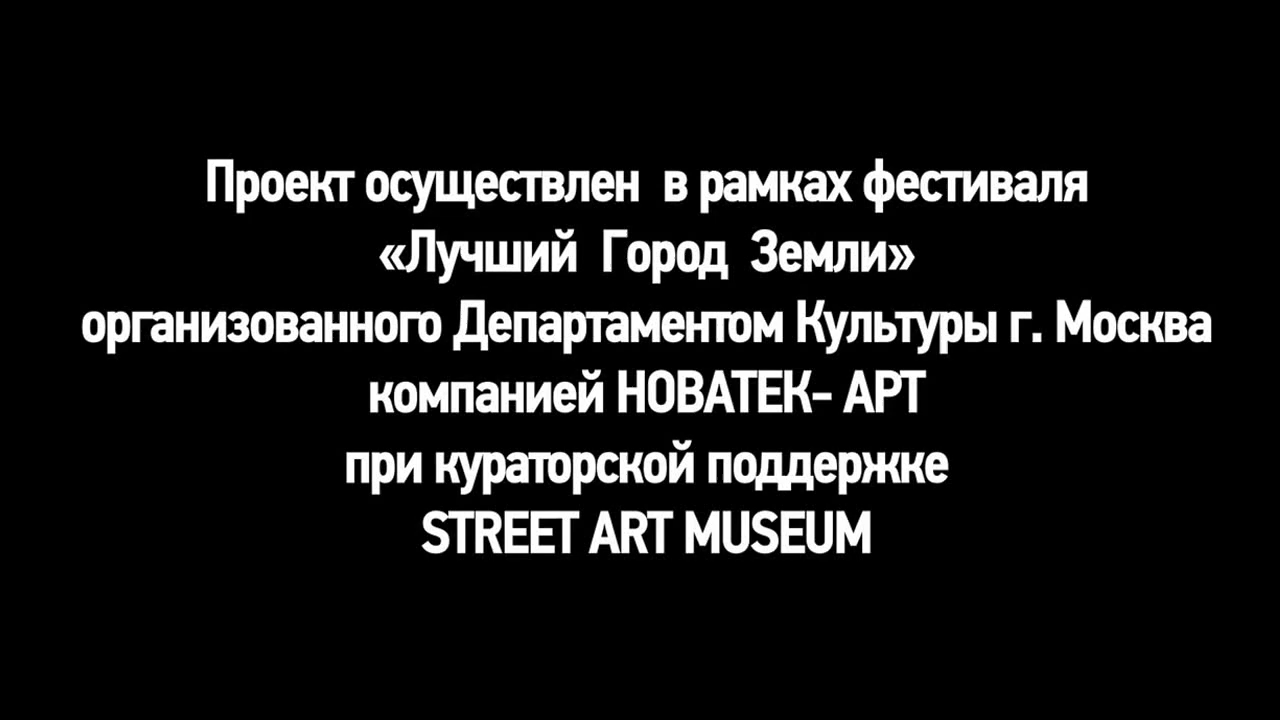 Проект осуществлен в рамках фестиваля
«Лучший Город Земли»
организованного Департаментом Культуры г. Москва
компанией НОВАТЕК- АРТ
при кураторской поддержке
STREET ART MUSEUM